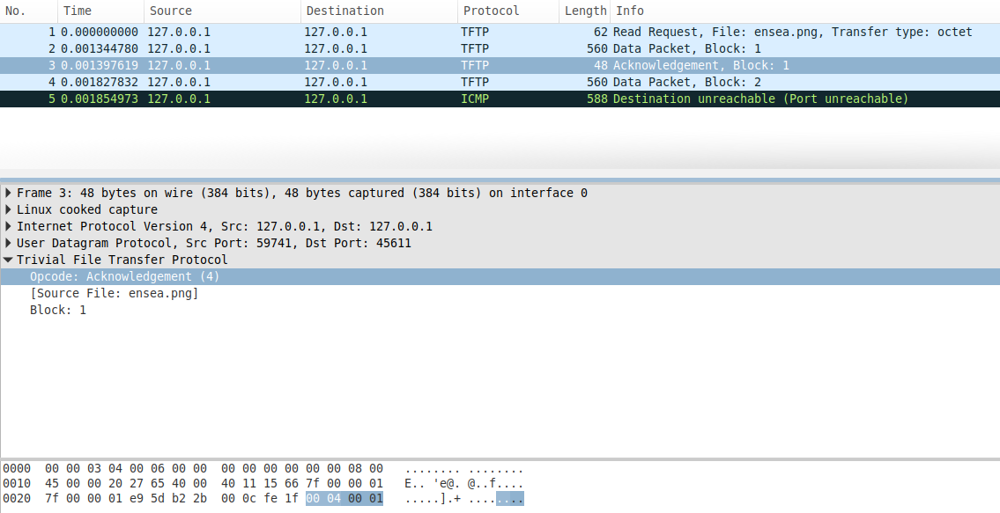 No. Time Source Destination Protocol Length Info
1 0.000000000 127.0.0.1 127.0.0.1 TFTP 62 Read Request, File: ensea.png, Transfer type: octet
2 0.001344780 127.0.0.1 127.0.0.1 TFTP 560 Data Packet, Block: 1
3 0.001397619 127.0.0.1 127.0.0.1 TFTP 48 Acknowledgement, Block: 1
4 0.001827832 127.0.0.1 127.0.0.1 TFTP 560 Data Packet, Block: 2
5 0.001854973 127.0.0.1 127.0.0.1 ICMP 588 Destination unreachable (Port unreachable)
Frame 3: 48 bytes on wire (384 bits), 48 bytes captured (384 bits) on interface 0
Linux cooked capture
Internet Protocol Version 4, Src: 127.0.0.1, Dst: 127.0.0.1
User Datagram Protocol, Src Port: 59741, Dst Port: 45611
Trivial File Transfer Protocol
Opcode: Acknowledgement (4)
[Source File: ensea.png]
Block: 1
0000 00 00 03 04 00 06 00 00 00 00 00 00 00 00 08 00 ........ ........
0010 45 00 00 20 27 65 40 00 40 11 15 66 7f 00 00 01 E.. 'e@. @..f....
0020 7f 00 00 01 e9 5d b2 2b 00 0c fe 1f 00 04 00 01 .....].+ ........